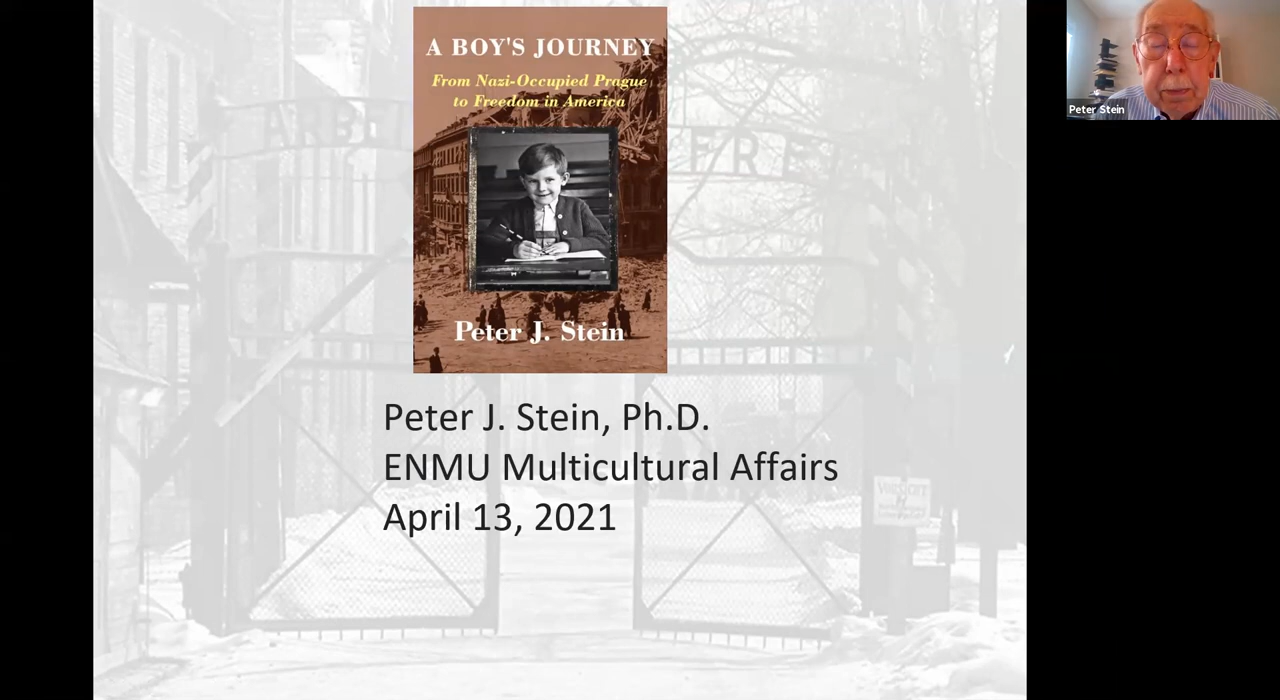 A BOY'S JOURNEY
From Nazi-Occupied Prague
to Freedom in America
Peter J. Stein
Peter J. Stein, Ph.D.
ENMU Multicultural Affairs
April 13, 2021
Peter Stein